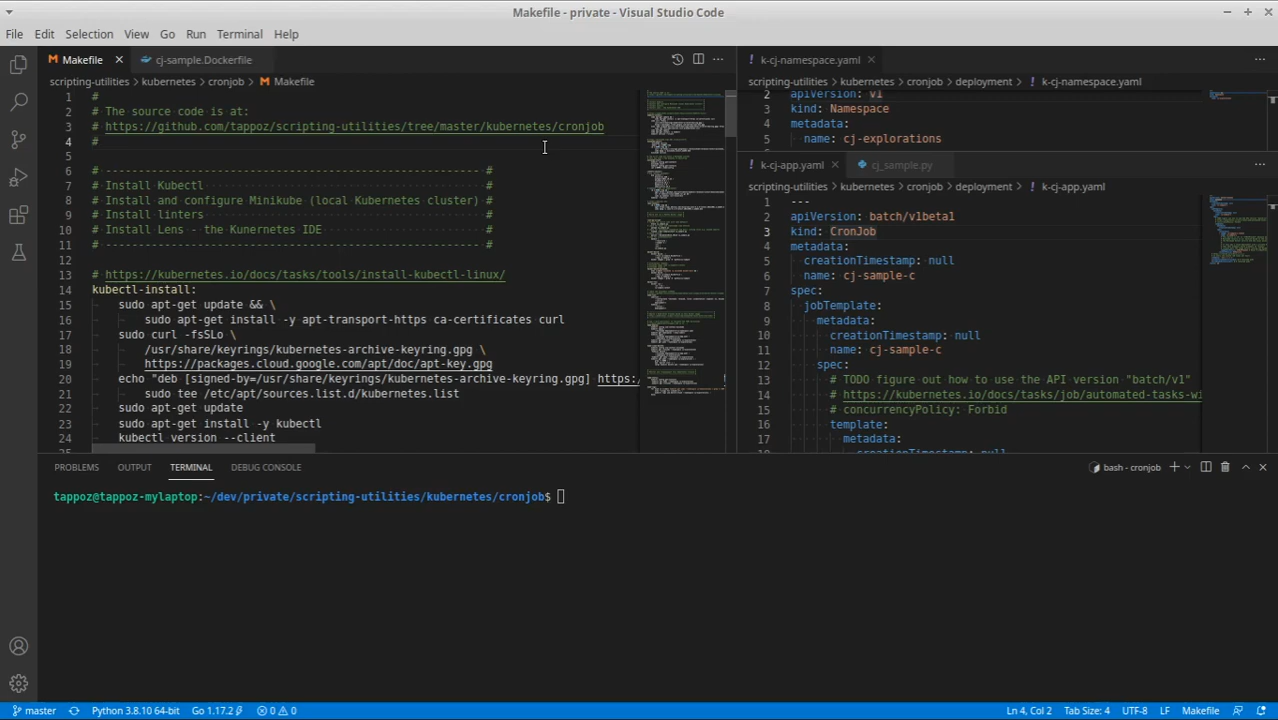 Makefile - private - Visual Studio Code
File Edit Selection View Go Run Terminal Help
Makefile
cj-sample.Dockerfile
scripting-utilities > kubernetes > cronjob > Makefile
1 #
2 # The source code is at:
3 # https://github.com/tappoz/scripting-utilities/tree/master/kubernetes/cronjob
4 #
5
6 # --------------------------------------------------------- #
7 # Install Kubectl #
8 # Install and configure Minikube (local Kubernetes cluster) #
9 # Install linters #
10 # Install Lens - the Kunernetes IDE #
11 # --------------------------------------------------------- #
12
13 # https://kubernetes.io/docs/tasks/tools/install-kubectl-linux/
14 kubectl-install:
15 sudo apt-get update && \
16 sudo apt-get install -y apt-transport-https ca-certificates curl
17 sudo curl -fsSLo \
18 /usr/share/keyrings/kubernetes-archive-keyring.gpg \
19 https://packages.cloud.google.com/apt/doc/apt-key.gpg
20 echo "deb [signed-by=/usr/share/keyrings/kubernetes-archive-keyring.gpg] https:/
21 sudo tee /etc/apt/sources.list.d/kubernetes.list
22 sudo apt-get update
23 sudo apt-get install -y kubectl
24 kubectl version --client
k-cj-namespace.yaml
scripting-utilities > kubernetes > cronjob > deployment > k-cj-namespace.yaml
2 apiVersion: v1
3 kind: Namespace
4 metadata:
5 name: cj-explorations
k-cj-app.yaml
cj_sample.py
scripting-utilities > kubernetes > cronjob > deployment > k-cj-app.yaml
1 ---
2 apiVersion: batch/v1beta1
3 kind: CronJob
4 metadata:
5 creationTimestamp: null
6 name: cj-sample-c
7 spec:
8 jobTemplate:
9 metadata:
10 creationTimestamp: null
11 name: cj-sample-c
12 spec:
13 # TODO figure out how to use the API version "batch/v1"
14 # https://kubernetes.io/docs/tasks/job/automated-tasks-wi
15 # concurrencyPolicy: Forbid
16 template:
17 metadata:
18 creationTimestamp: null
PROBLEMS OUTPUT TERMINAL DEBUG CONSOLE
bash - cronjob
tappoz@tappoz-mylaptop:~/dev/private/scripting-utilities/kubernetes/cronjob$
master Python 3.8.10 64-bit Go 1.17.2 0 0 Ln 4, Col 2 Tab Size: 4 UTF-8 LF Makefile